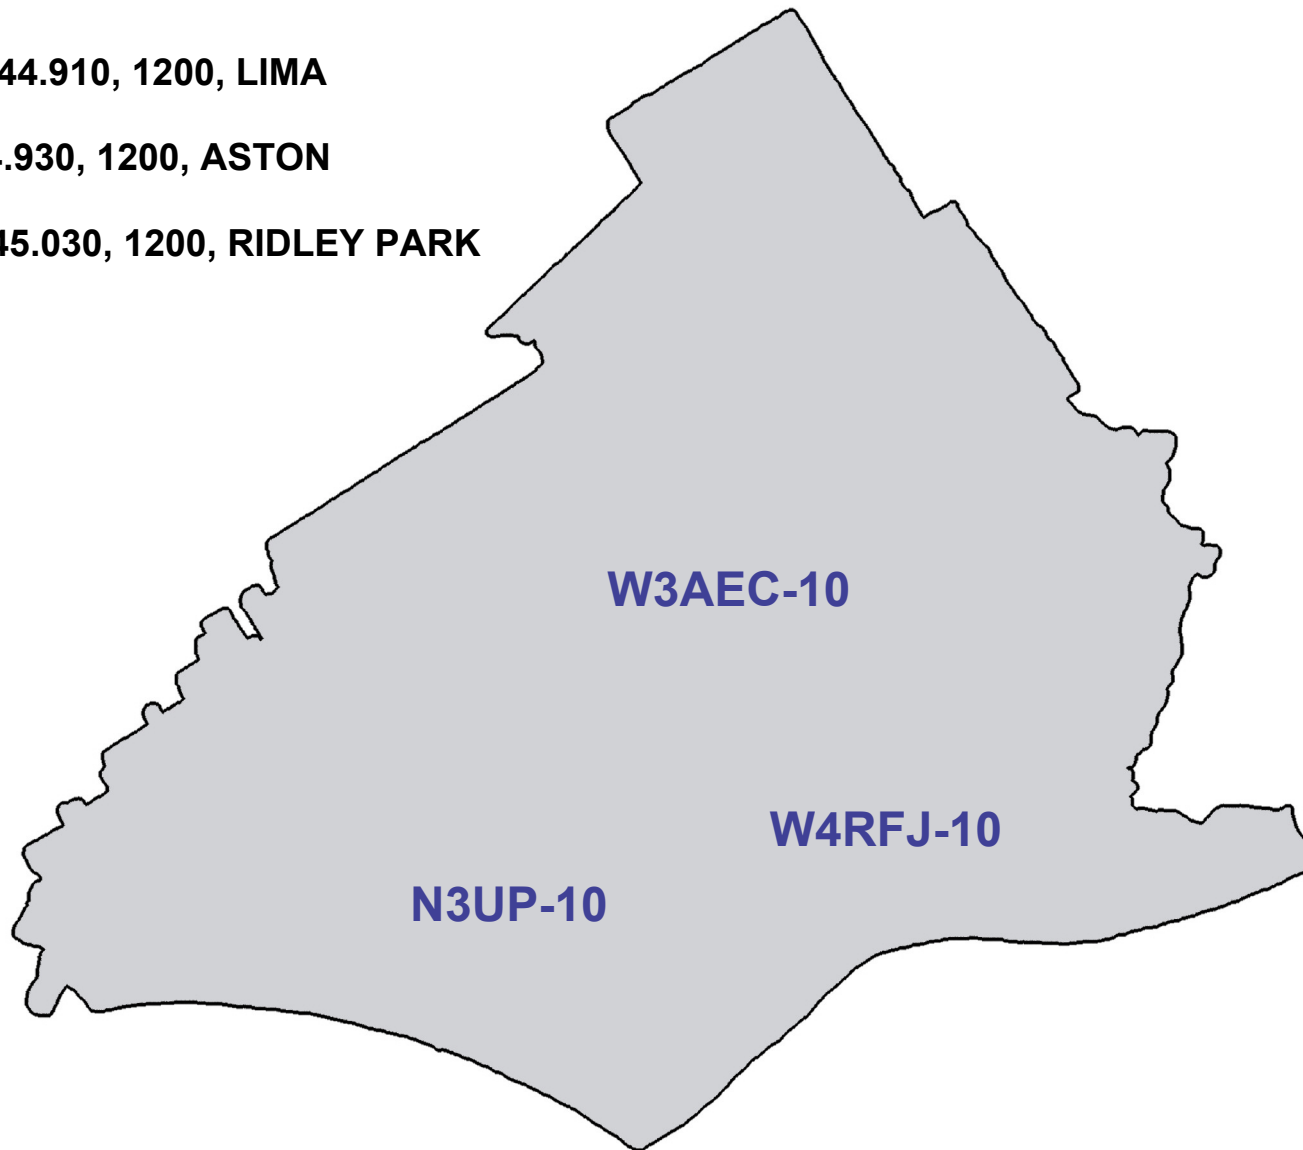 44.910, 1200, LIMA
.930, 1200, ASTON
45.030, 1200, RIDLEY PARK
W3AEC-10
W4RFJ-10
N3UP-10